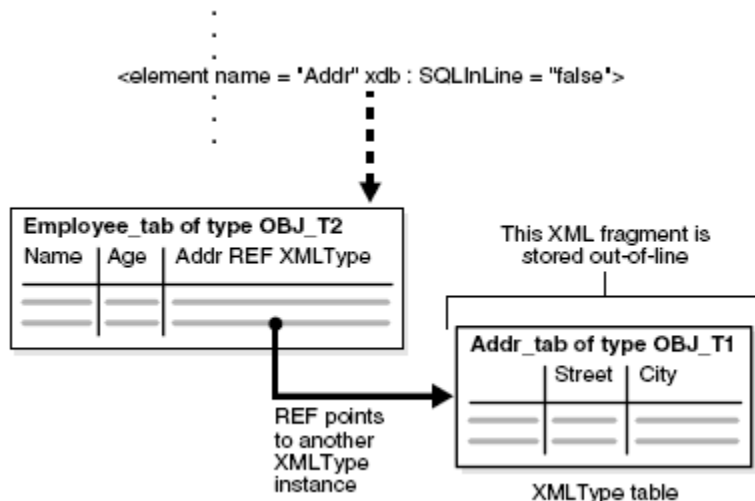 <element name = "Addr" xdb : SQLInLine = "false">
Employee_tab of type OBJ_T2
Name Age Addr REF XMLType
This XML fragment is
stored out-of-line
Addr_tab of type OBJ_T1
Street City
REF points
to another
XMLType
instance
XMLType table